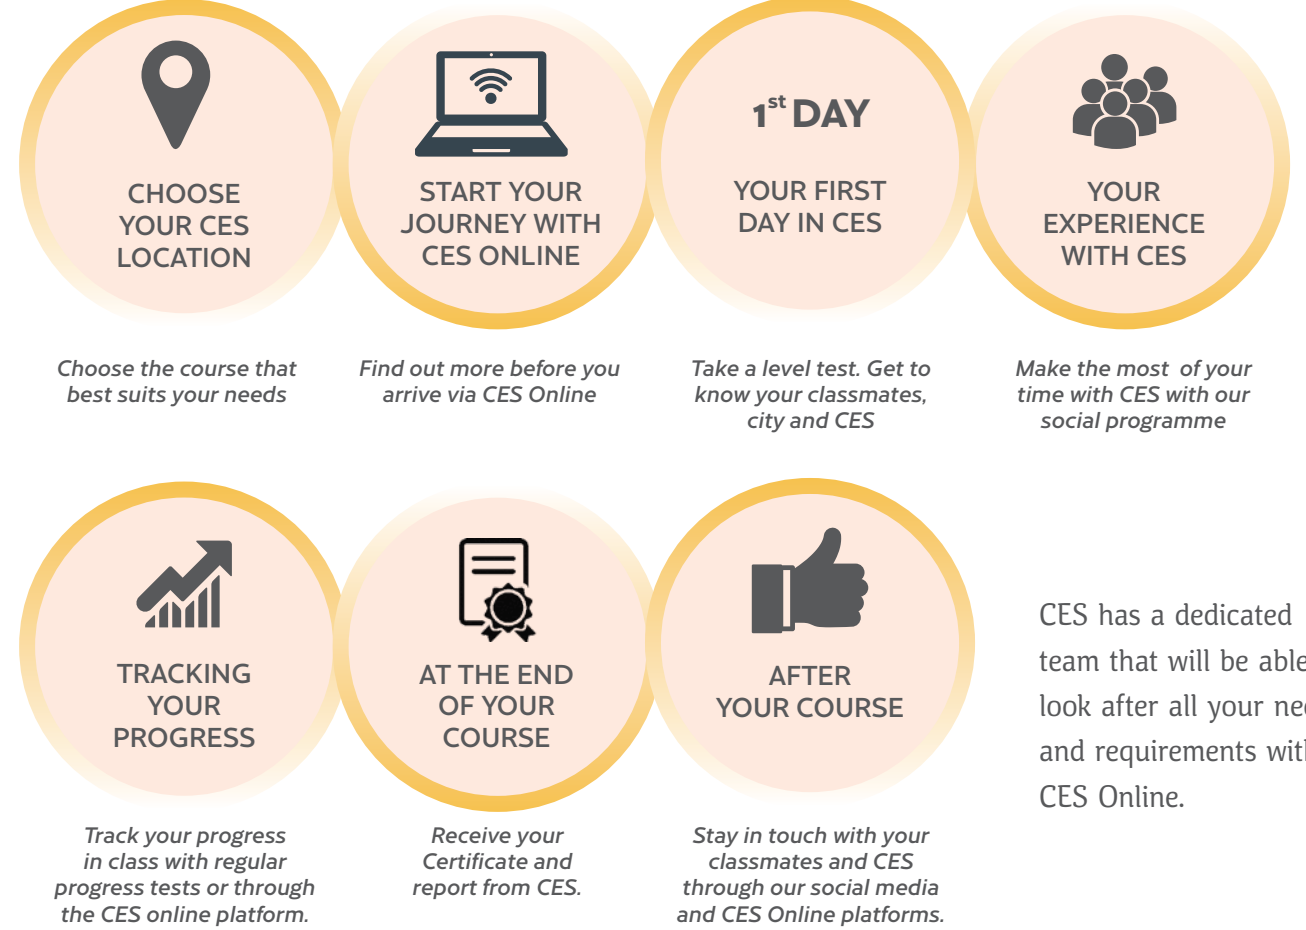 CHOOSE
YOUR CES
LOCATION
Choose the course that
best suits your needs
START YOUR
JOURNEY WITH
CES ONLINE
Find out more before you
arrive via CES Online
1st DAY
YOUR FIRST
DAY IN CES
Take a level test. Get to
know your classmates,
city and CES
YOUR
EXPERIENCE
WITH CES
Make the most of your
time with CES with our
social programme
TRACKING
YOUR
PROGRESS
Track your progress
in class with regular
progress tests or through
the CES online platform.
AT THE END
OF YOUR
COURSE
Receive your
Certificate and
report from CES.
AFTER
YOUR COURSE
Stay in touch with your
classmates and CES
through our social media
and CES Online platforms.
CES has a dedicated
team that will be able
look after all your
and requirements
CES Online.